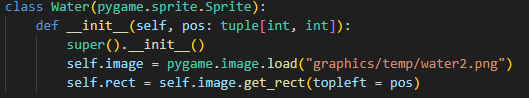 class Water(pygame.sprite.Sprite):
    def __init__(self, pos: tuple[int, int]):
        super().__init__()
        self.image = pygame.image.load("graphics/temp/water2.png")
        self.rect = self.image.get_rect(topleft = pos)